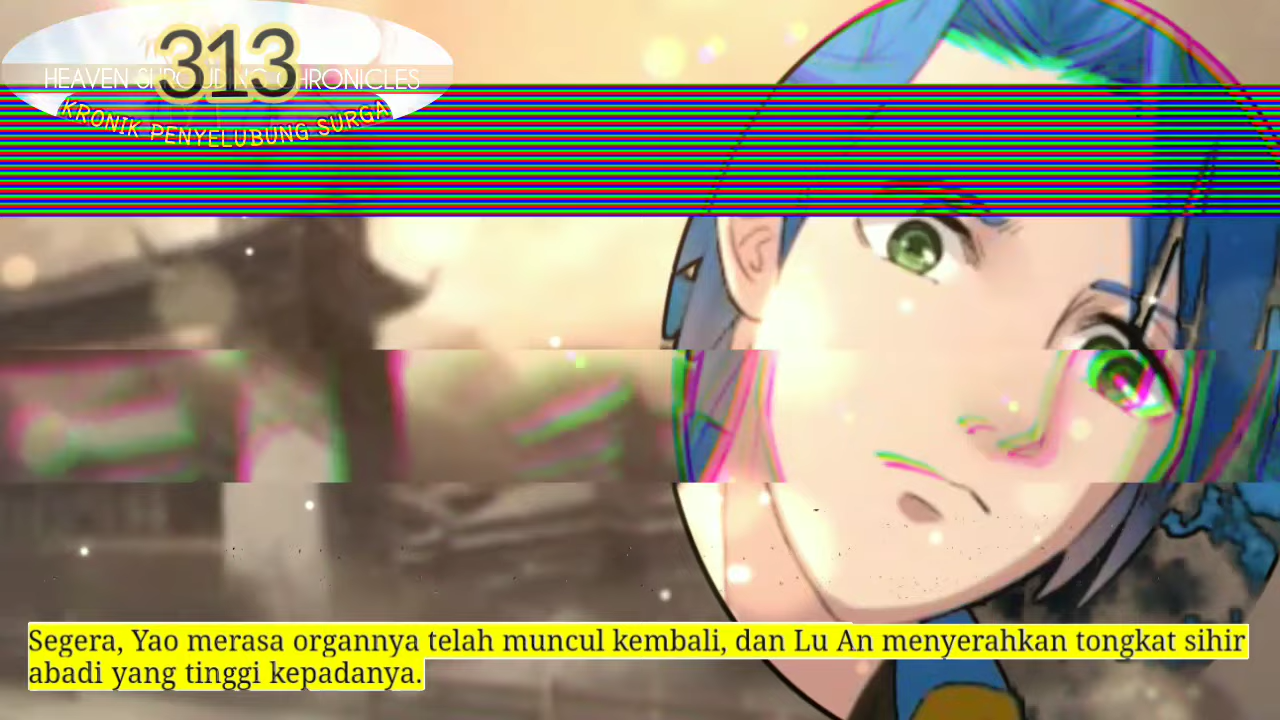 313
HEAVEN SHROUDING CHRONICLES
KRONIK PENYELUBUNG SURGA
Segera, Yao merasa organnya telah muncul kembali, dan Lu An menyerahkan tongkat sihir
abadi yang tinggi kepadanya.